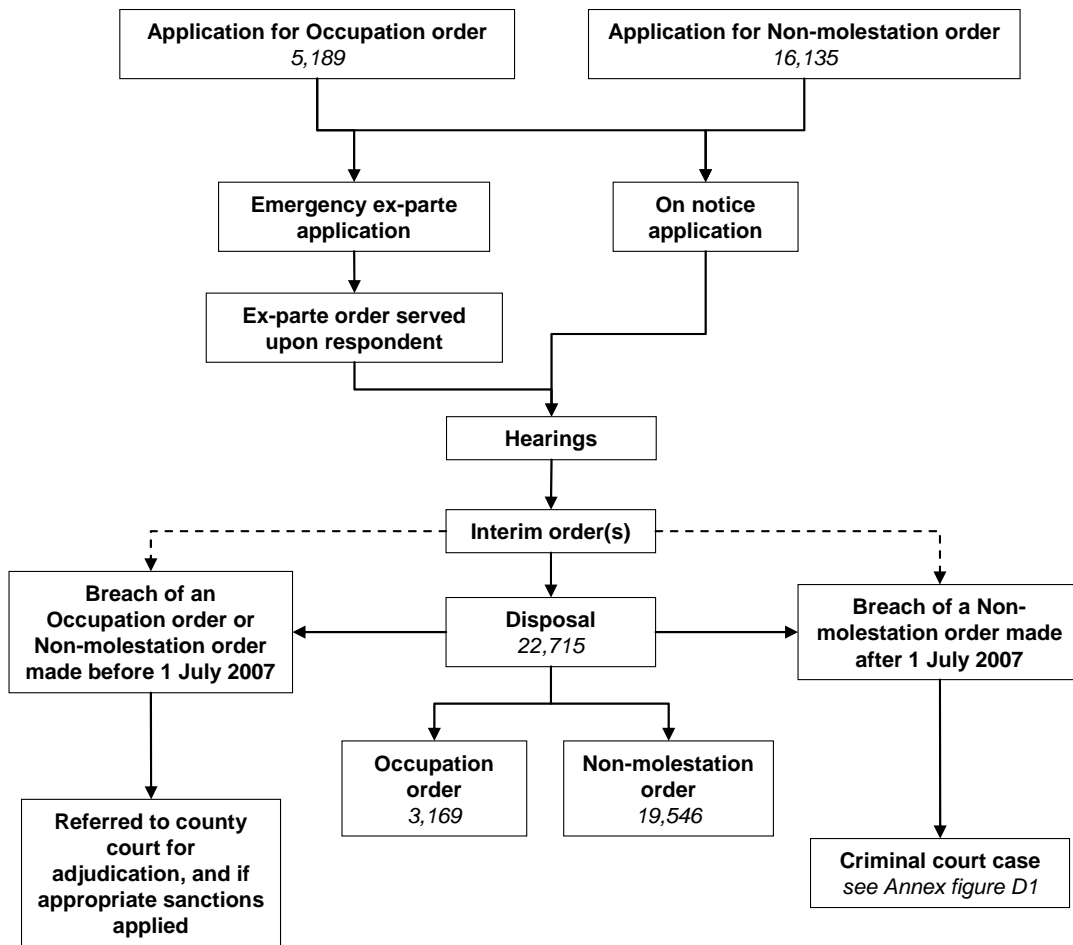 Application for Occupation order
5,189
Application for Non-molestation order
16,135
Emergency ex-parte
application
On notice
application
Ex-parte order served
upon respondent
Hearings
Interim order(s)
Breach of an
Occupation order or
Non-molestation order
made before 1 July 2007
Disposal
22,715
Breach of a Non-
molestation order made
after 1 July 2007
Occupation
order
3,169
Non-molestation
order
19,546
Referred to county
court for
adjudication, and if
appropriate sanctions
applied
Criminal court case
see Annex figure D1